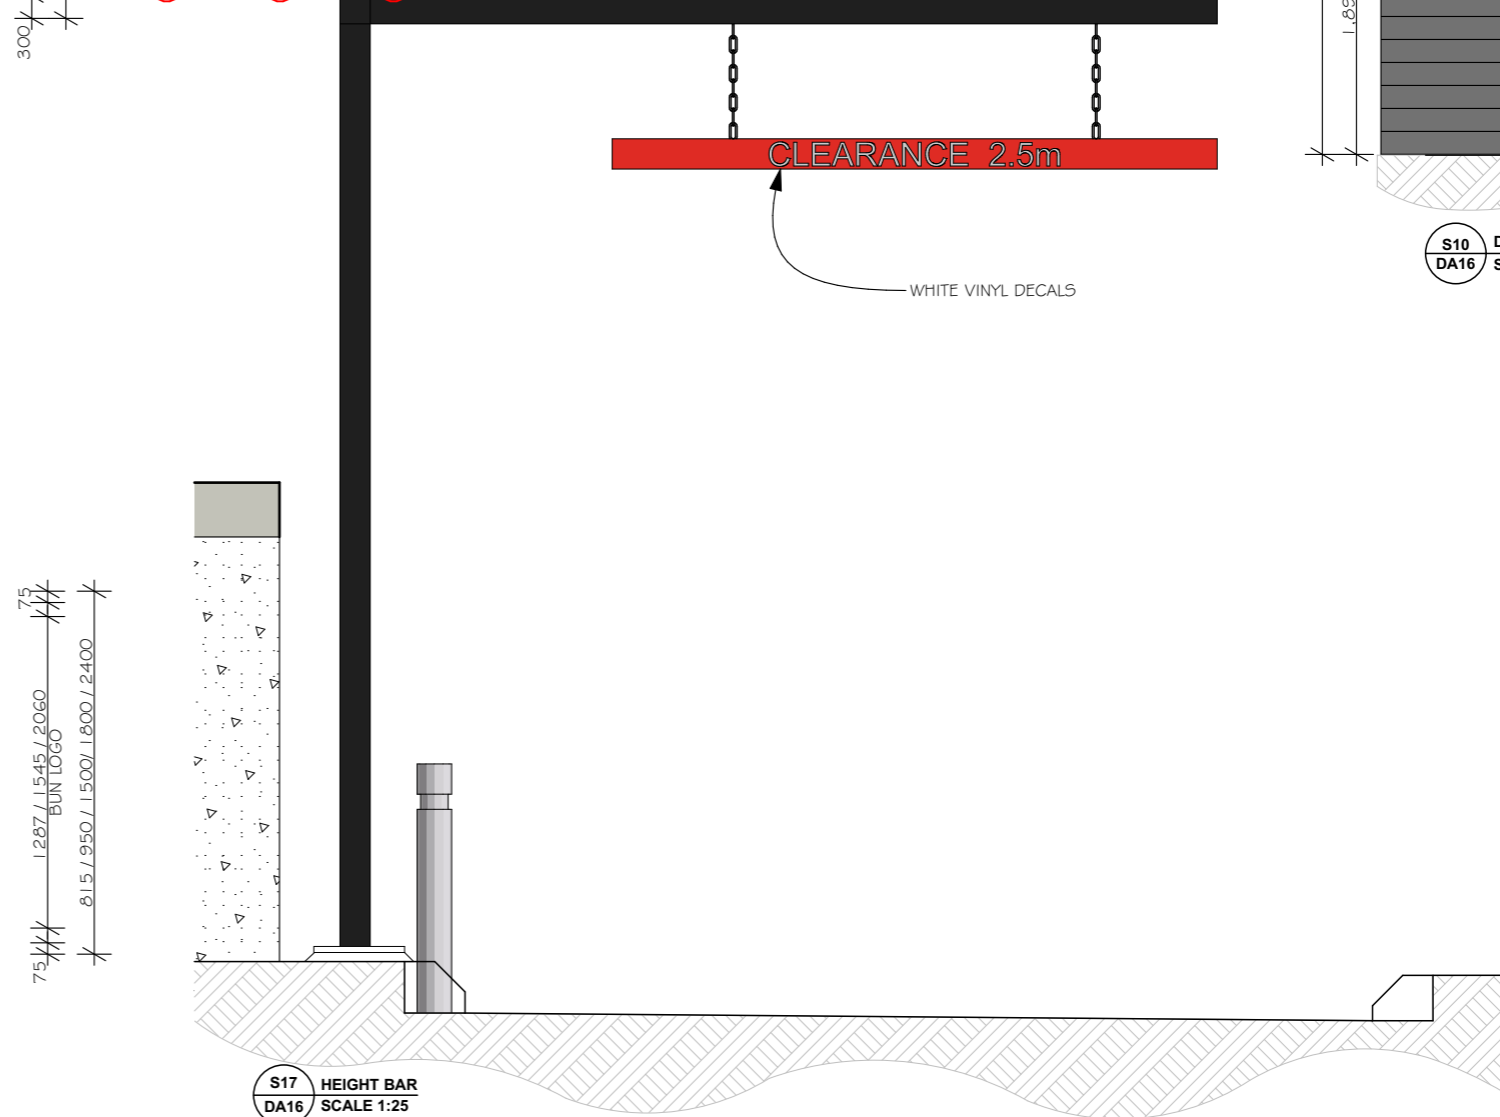 300
1,89
CLEARANCE 2.5m
WHITE VINYL DECALS
S10
DA16
75
1287 / 1545 / 2060
BUN LOGO
815 / 950 / 1500 / 1800 / 2400
75
S17
DA16
HEIGHT BAR
SCALE 1:25